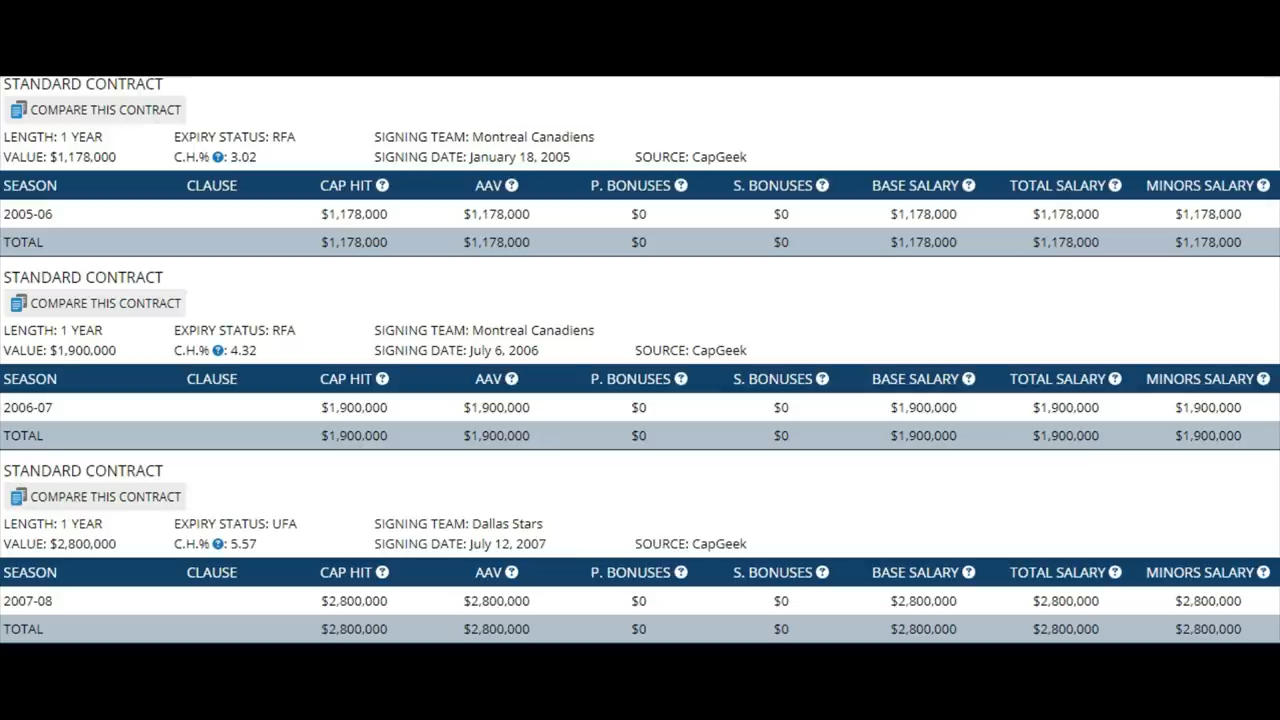 STANDARD CONTRACT
COMPARE THIS CONTRACT
LENGTH: 1 YEAR EXPIRY STATUS: RFA SIGNING TEAM: Montreal Canadiens
VALUE: $1,178,000 C.H.% ?: 3.02 SIGNING DATE: January 18, 2005 SOURCE: CapGeek
SEASON CLAUSE CAP HIT ? AAV ? P. BONUSES ? S. BONUSES ? BASE SALARY ? TOTAL SALARY ? MINORS SALARY ?
2005-06 $1,178,000 $1,178,000 $0 $0 $1,178,000 $1,178,000 $1,178,000
TOTAL $1,178,000 $1,178,000 $0 $0 $1,178,000 $1,178,000 $1,178,000
STANDARD CONTRACT
COMPARE THIS CONTRACT
LENGTH: 1 YEAR EXPIRY STATUS: RFA SIGNING TEAM: Montreal Canadiens
VALUE: $1,900,000 C.H.% ?: 4.32 SIGNING DATE: July 6, 2006 SOURCE: CapGeek
SEASON CLAUSE CAP HIT ? AAV ? P. BONUSES ? S. BONUSES ? BASE SALARY ? TOTAL SALARY ? MINORS SALARY ?
2006-07 $1,900,000 $1,900,000 $0 $0 $1,900,000 $1,900,000 $1,900,000
TOTAL $1,900,000 $1,900,000 $0 $0 $1,900,000 $1,900,000 $1,900,000
STANDARD CONTRACT
COMPARE THIS CONTRACT
LENGTH: 1 YEAR EXPIRY STATUS: UFA SIGNING TEAM: Dallas Stars
VALUE: $2,800,000 C.H.% ?: 5.57 SIGNING DATE: July 12, 2007 SOURCE: CapGeek
SEASON CLAUSE CAP HIT ? AAV ? P. BONUSES ? S. BONUSES ? BASE SALARY ? TOTAL SALARY ? MINORS SALARY ?
2007-08 $2,800,000 $2,800,000 $0 $0 $2,800,000 $2,800,000 $2,800,000
TOTAL $2,800,000 $2,800,000 $0 $0 $2,800,000 $2,800,000 $2,800,000